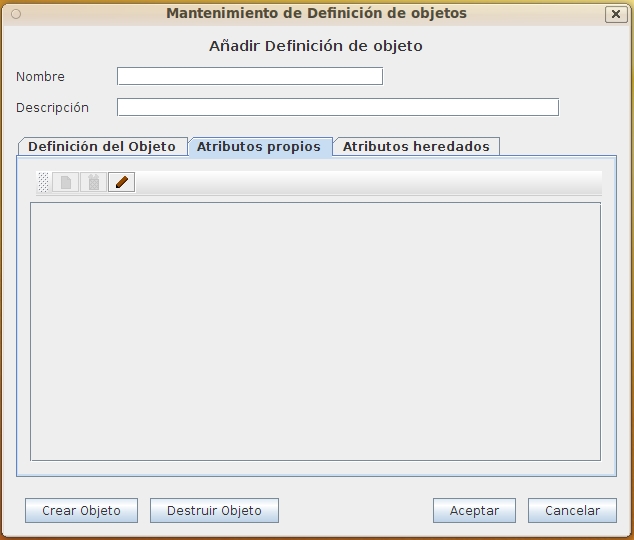 Mantenimiento de Definición de objetos
Añadir Definición de objeto
Nombre
Descripción
Definición del Objeto Atributos propios Atributos heredados
Crear Objeto Destruir Objeto Aceptar Cancelar